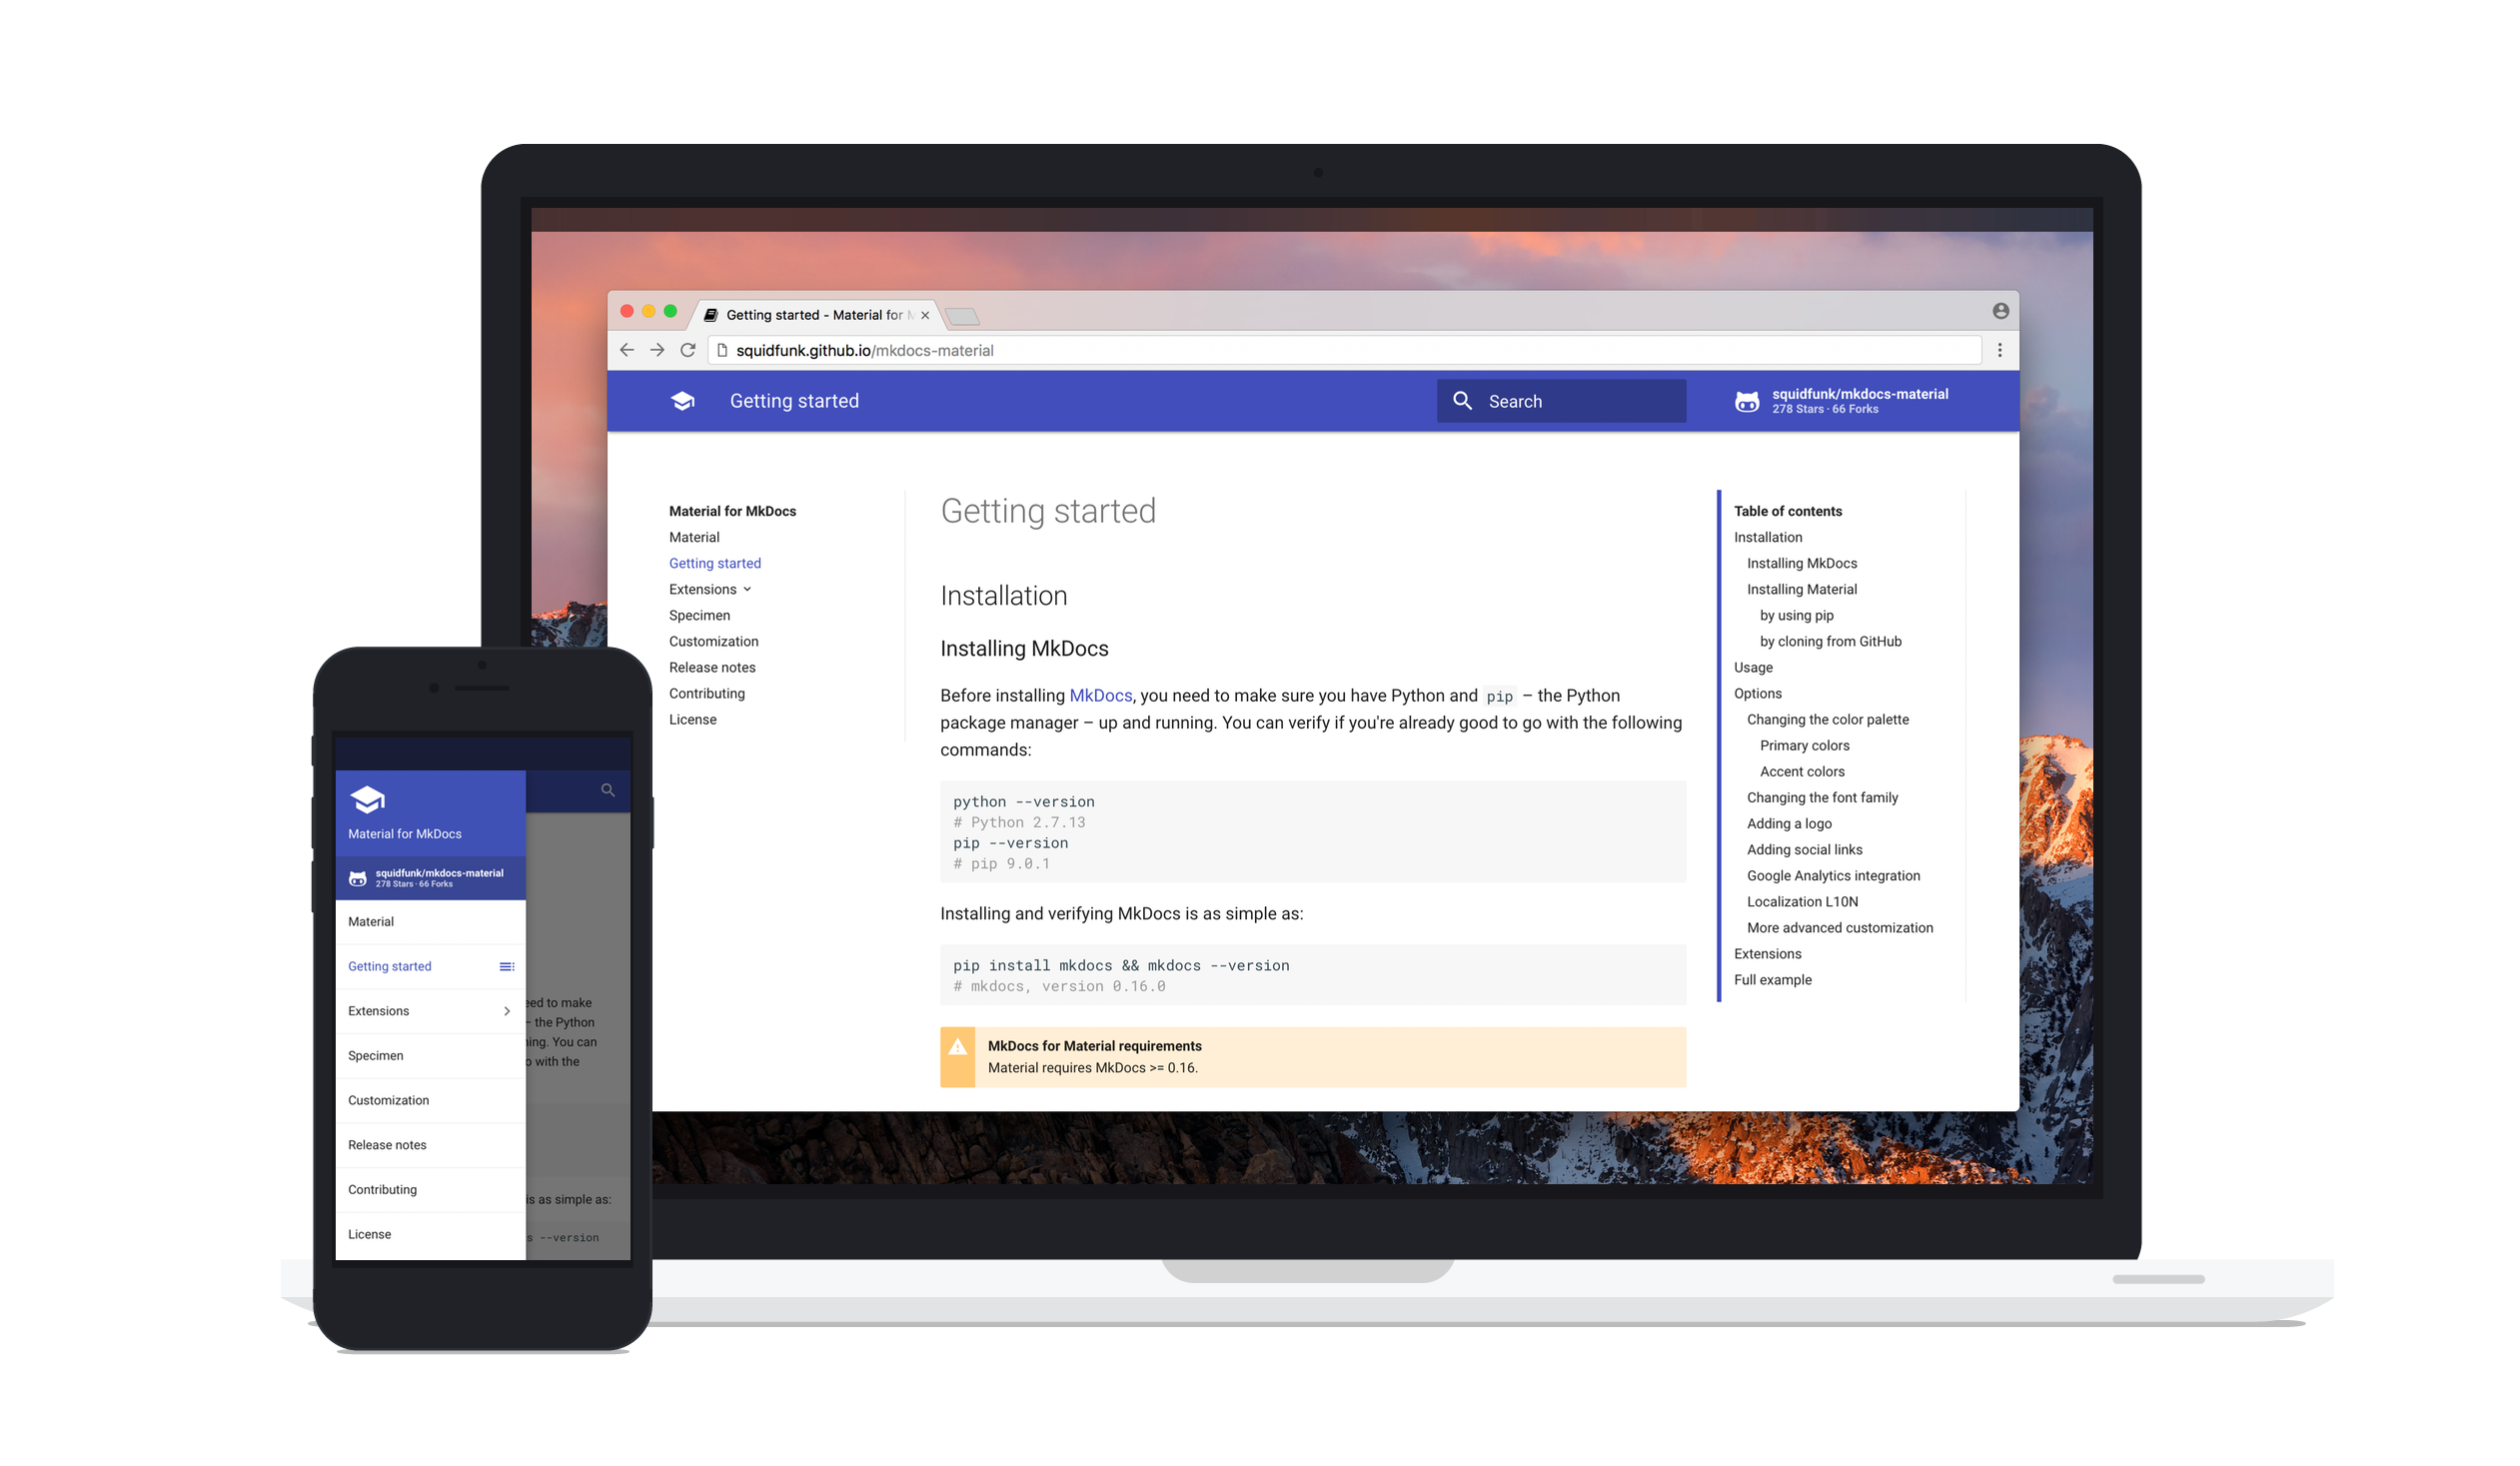 Getting started - Material for
squidfunk.github.io/mkdocs-material
Getting started
Search
squidfunk/mkdocs-material
278 Stars · 66 Forks
Material for MkDocs
Material
Getting started
Extensions
Specimen
Customization
Release notes
Contributing
License
Getting started
Installation
Installing MkDocs
Before installing MkDocs, you need to make sure you have Python and pip – the Python
package manager – up and running. You can verify if you're already good to go with the following
commands:
python --version
# Python 2.7.13
pip --version
# pip 9.0.1
Installing and verifying MkDocs is as simple as:
pip install mkdocs && mkdocs --version
# mkdocs, version 0.16.0
MkDocs for Material requirements
Material requires MkDocs >= 0.16.
Table of contents
Installation
Installing MkDocs
Installing Material
by using pip
by cloning from GitHub
Usage
Options
Changing the color palette
Primary colors
Accent colors
Changing the font family
Adding a logo
Adding social links
Google Analytics integration
Localization L10N
More advanced customization
Extensions
Full example
Material for MkDocs
squidfunk/mkdocs-material
278 Stars · 66 Forks
Material
Getting started
Extensions
Specimen
Customization
Release notes
Contributing
License
eed to make
– the Python
ning. You can
o with the
is as simple as:
s --version